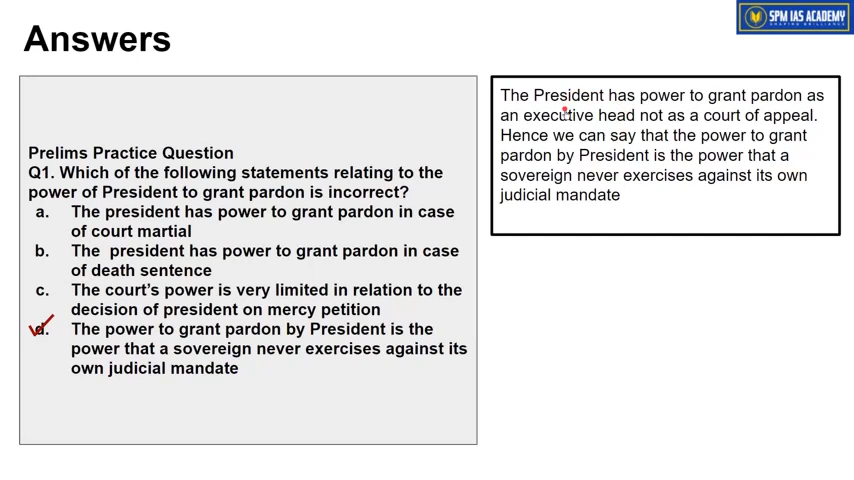 SPM IAS ACADEMY
SHAPING BRILLIANCE
Answers
Prelims Practice Question
Q1. Which of the following statements relating to the
power of President to grant pardon is incorrect?
a. The president has power to grant pardon in case
of court martial
b. The president has power to grant pardon in case
of death sentence
c. The court's power is very limited in relation to the
decision of president on mercy petition
d. The power to grant pardon by President is the
power that a sovereign never exercises against its
own judicial mandate
The President has power to grant pardon as
an executive head not as a court of appeal.
Hence we can say that the power to grant
pardon by President is the power that a
sovereign never exercises against its own
judicial mandate